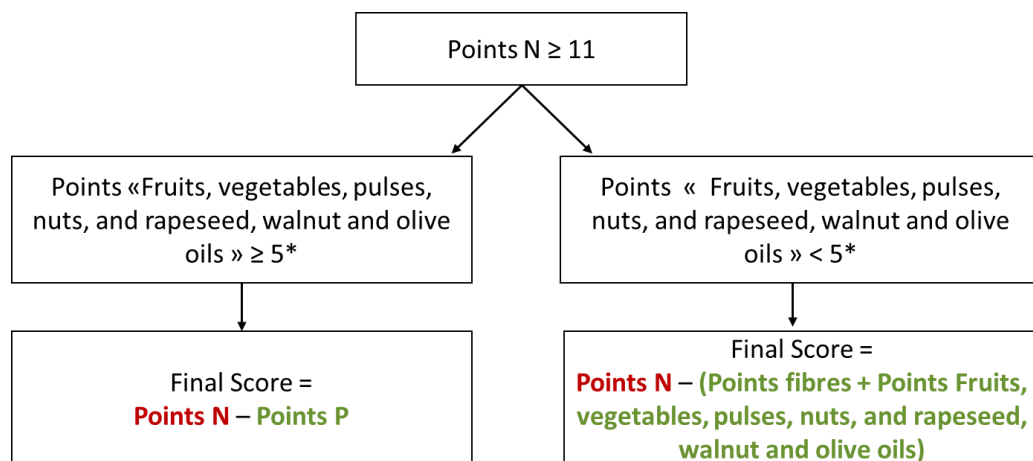 Points N ≥ 11
Points «Fruits, vegetables, pulses,
nuts, and rapeseed, walnut and olive
oils » ≥ 5*
Points « Fruits, vegetables, pulses,
nuts, and rapeseed, walnut and olive
oils » < 5*
Final Score =
Points N – Points P
Final Score =
Points N – (Points fibres + Points Fruits,
vegetables, pulses, nuts, and rapeseed,
walnut and olive oils)